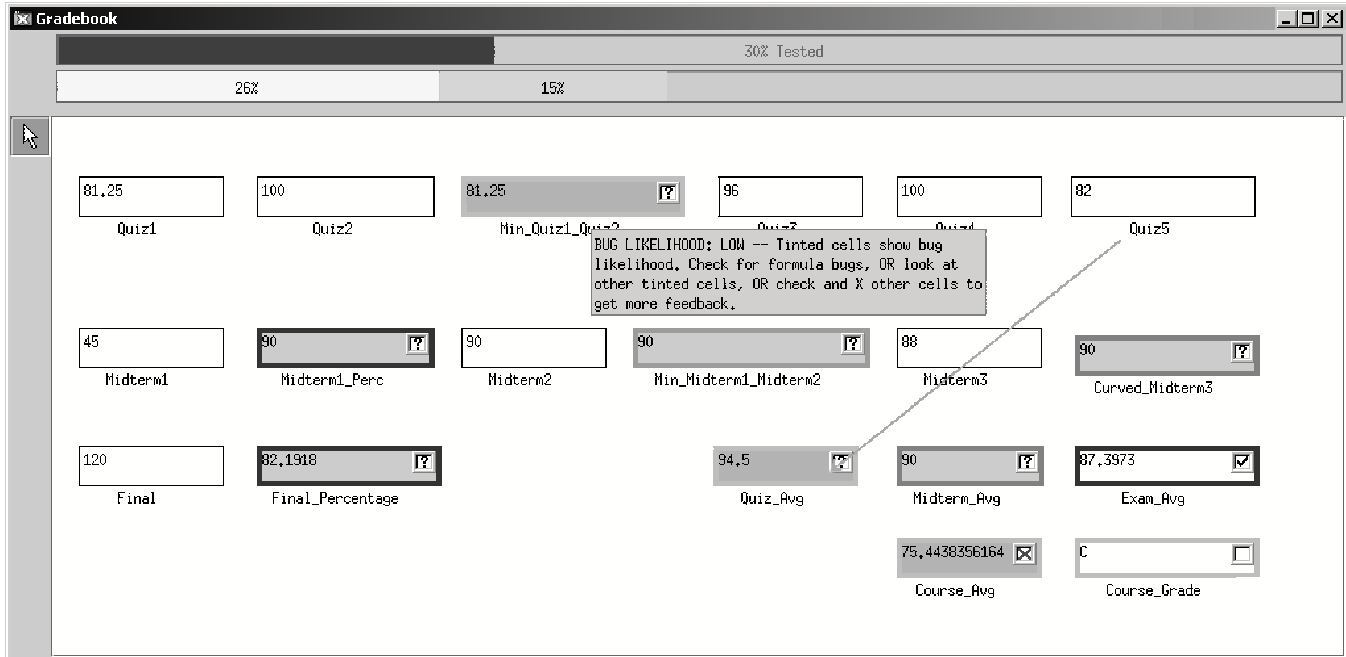 Gradebook
30% Tested
26% 15%
81.25 100 81.25 ? 96 100 82
Quiz1 Quiz2 Min_Quiz1_Quiz2 Quiz3 Quiz4 Quiz5
BUG LIKELIHOOD: LOW -- Tinted cells show bug
likelihood. Check for formula bugs, OR look at
other tinted cells, OR check and X other cells to
get more feedback.
45 90 ? 90 90 ? 88 90 ?
Midterm1 Midterm1_Perc Midterm2 Min_Midterm1_Midterm2 Midterm3 Curved_Midterm3
120 82.1918 ? 94.5 ? 90 ? 87.3973
Final Final_Percentage Quiz_Avg Midterm_Avg Exam_Avg
75.4438356164 C
Course_Avg Course_Grade